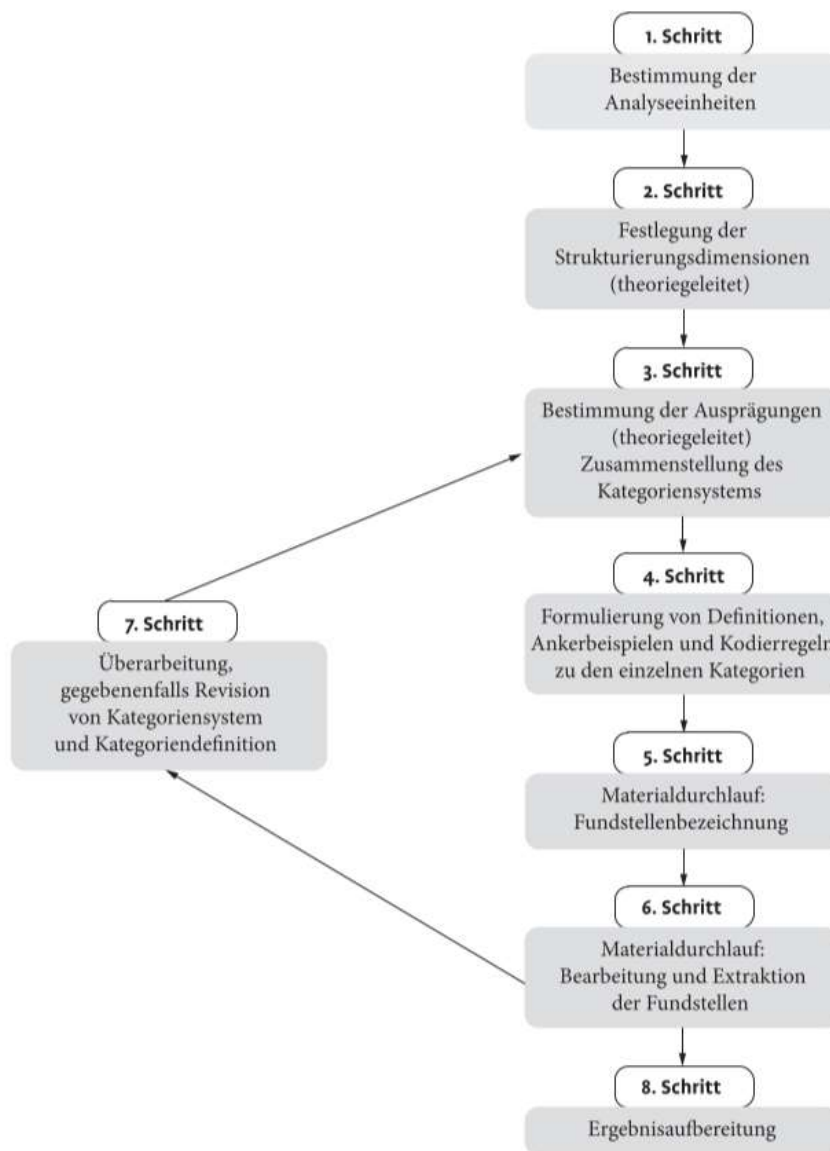 1. Schritt
Bestimmung der
Analyseeinheiten
2. Schritt
Festlegung der
Strukturierungsdimensionen
(theoriegeleitet)
3. Schritt
Bestimmung der Ausprägungen
(theoriegeleitet)
Zusammenstellung des
Kategoriensystems
4. Schritt
Formulierung von Definitionen,
Ankerbeispielen und Kodierregeln
zu den einzelnen Kategorien
5. Schritt
Materialdurchlauf:
Fundstellenbezeichnung
6. Schritt
Materialdurchlauf:
Bearbeitung und Extraktion
der Fundstellen
7. Schritt
Überarbeitung,
gegebenenfalls Revision
von Kategoriensystem
und Kategoriendefinition
8. Schritt
Ergebnisaufbereitung